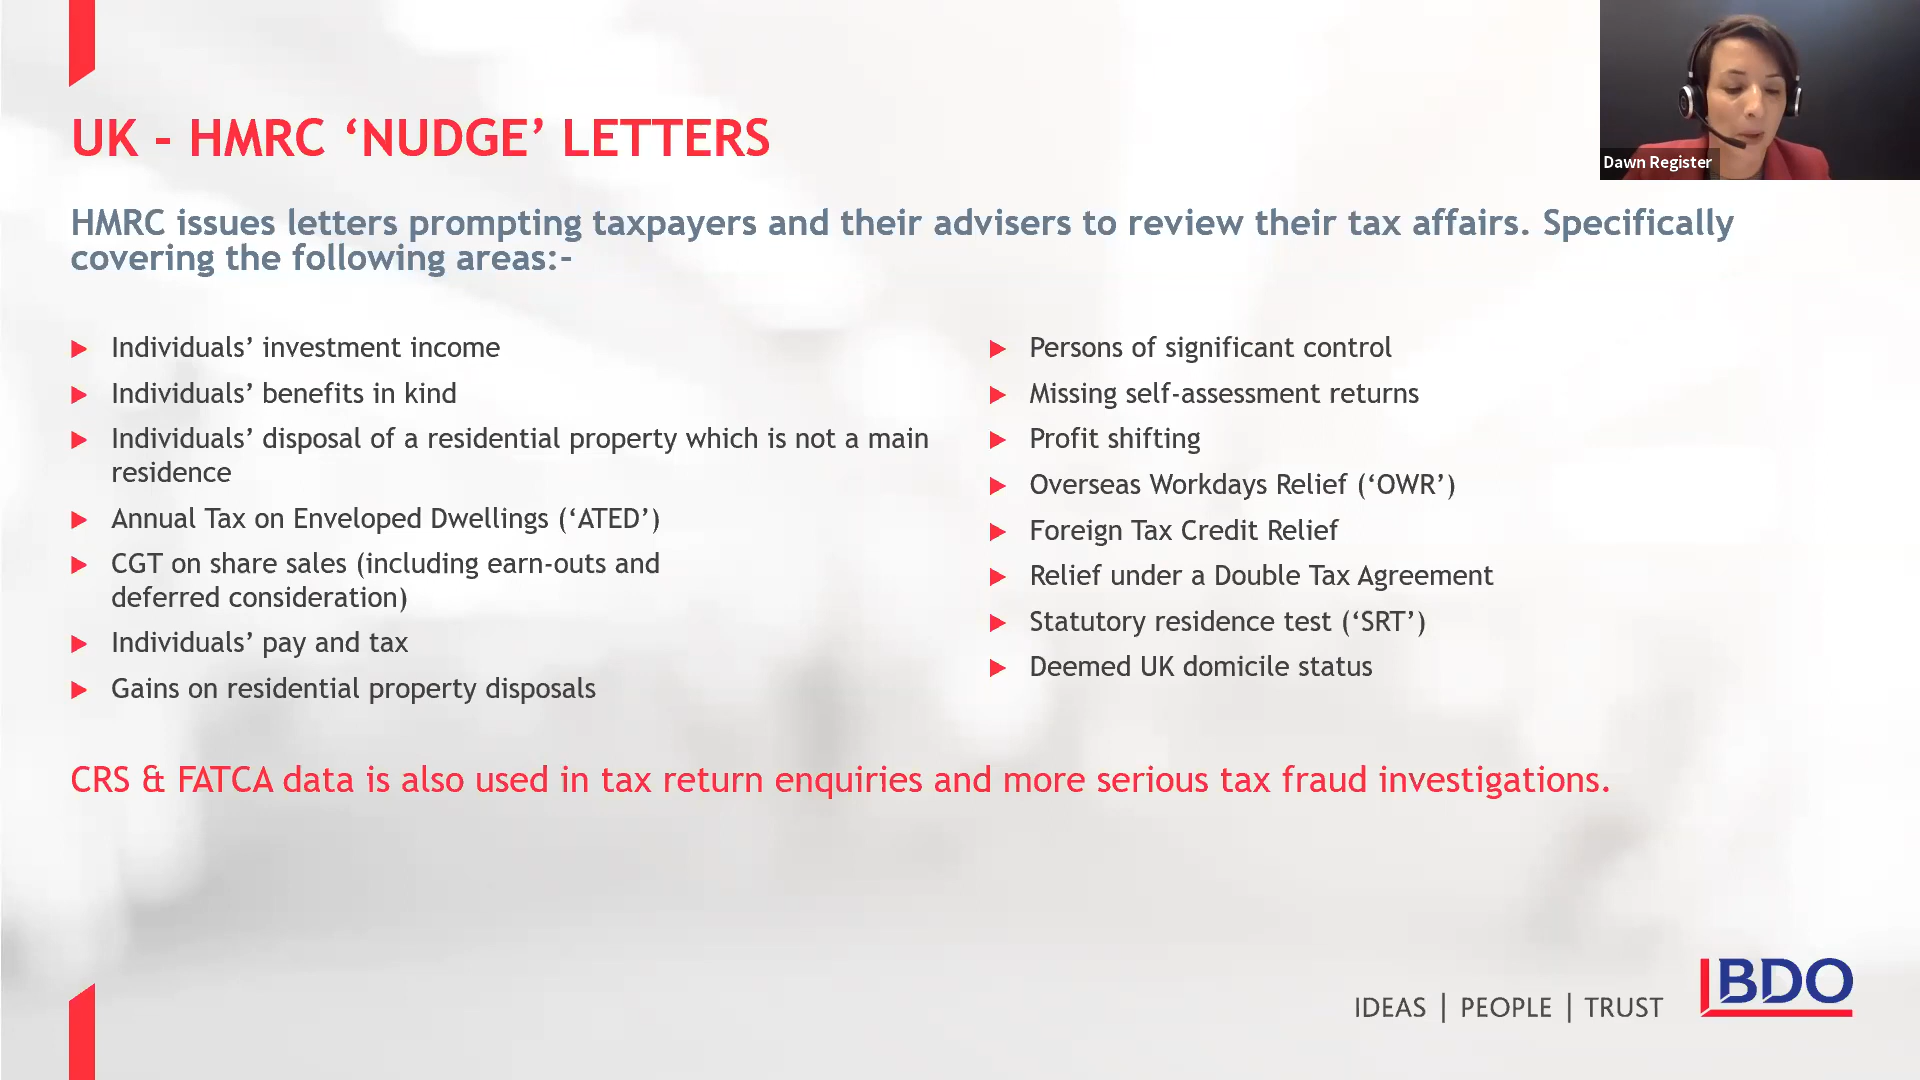 UK - HMRC ‘NUDGE’ LETTERS
Dawn Register
HMRC issues letters prompting taxpayers and their advisers to review their tax affairs. Specifically
covering the following areas:-
Individuals’ investment income
Individuals’ benefits in kind
Individuals’ disposal of a residential property which is not a main
residence
Annual Tax on Enveloped Dwellings (‘ATED’)
CGT on share sales (including earn-outs and
deferred consideration)
Individuals’ pay and tax
Gains on residential property disposals
Persons of significant control
Missing self-assessment returns
Profit shifting
Overseas Workdays Relief (‘OWR’)
Foreign Tax Credit Relief
Relief under a Double Tax Agreement
Statutory residence test (‘SRT’)
Deemed UK domicile status
CRS & FATCA data is also used in tax return enquiries and more serious tax fraud investigations.
IDEAS | PEOPLE | TRUST
BDO